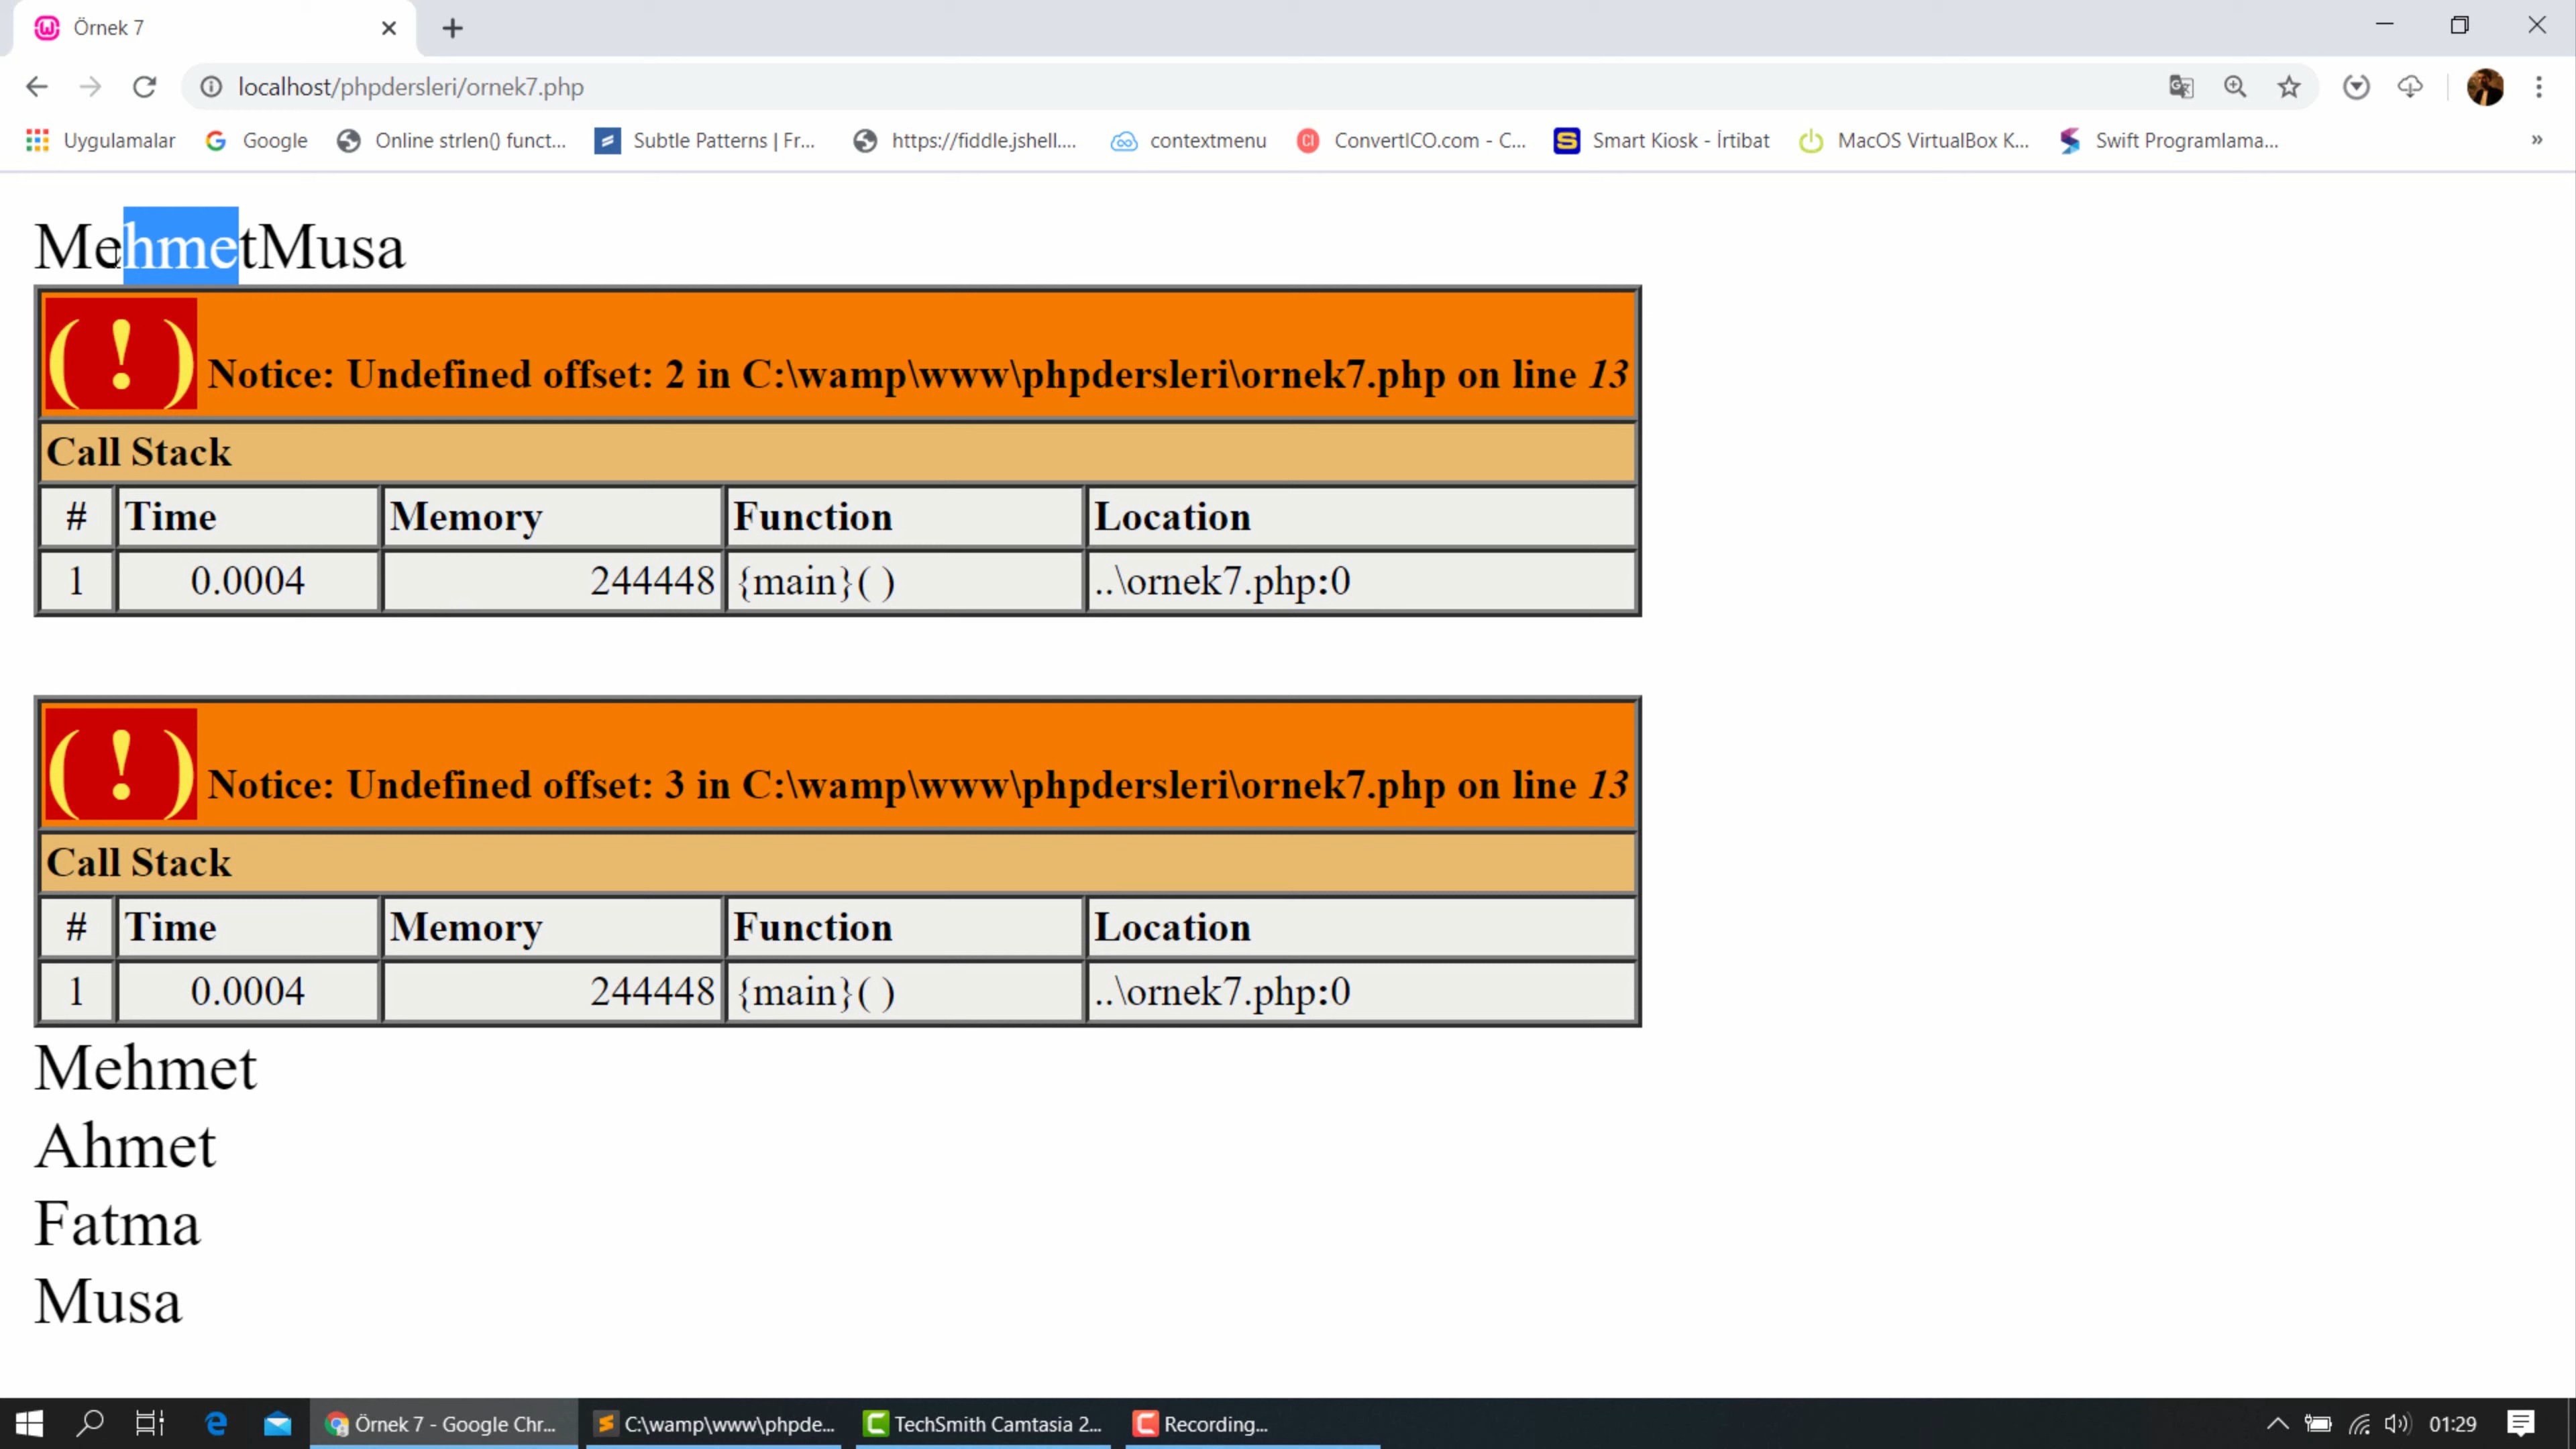 Örnek 7
localhost/phpdersleri/ornek7.php
Uygulamalar Google Online strlen() funct... Subtle Patterns | Fr... https://fiddle.jshell.... contextmenu ConvertICO.com - C... Smart Kiosk - İrtibat MacOS VirtualBox K... Swift Programlama... »
MehmetMusa
( ! ) Notice: Undefined offset: 2 in C:\wamp\www\phpdersleri\ornek7.php on line 13
Call Stack
# Time Memory Function Location
1 0.0004 244448 {main}( ) ..\ornek7.php:0
( ! ) Notice: Undefined offset: 3 in C:\wamp\www\phpdersleri\ornek7.php on line 13
Call Stack
# Time Memory Function Location
1 0.0004 244448 {main}( ) ..\ornek7.php:0
Mehmet
Ahmet
Fatma
Musa
Örnek 7 - Google Chr... C:\wamp\www\phpde... TechSmith Camtasia 2... Recording... 01:29